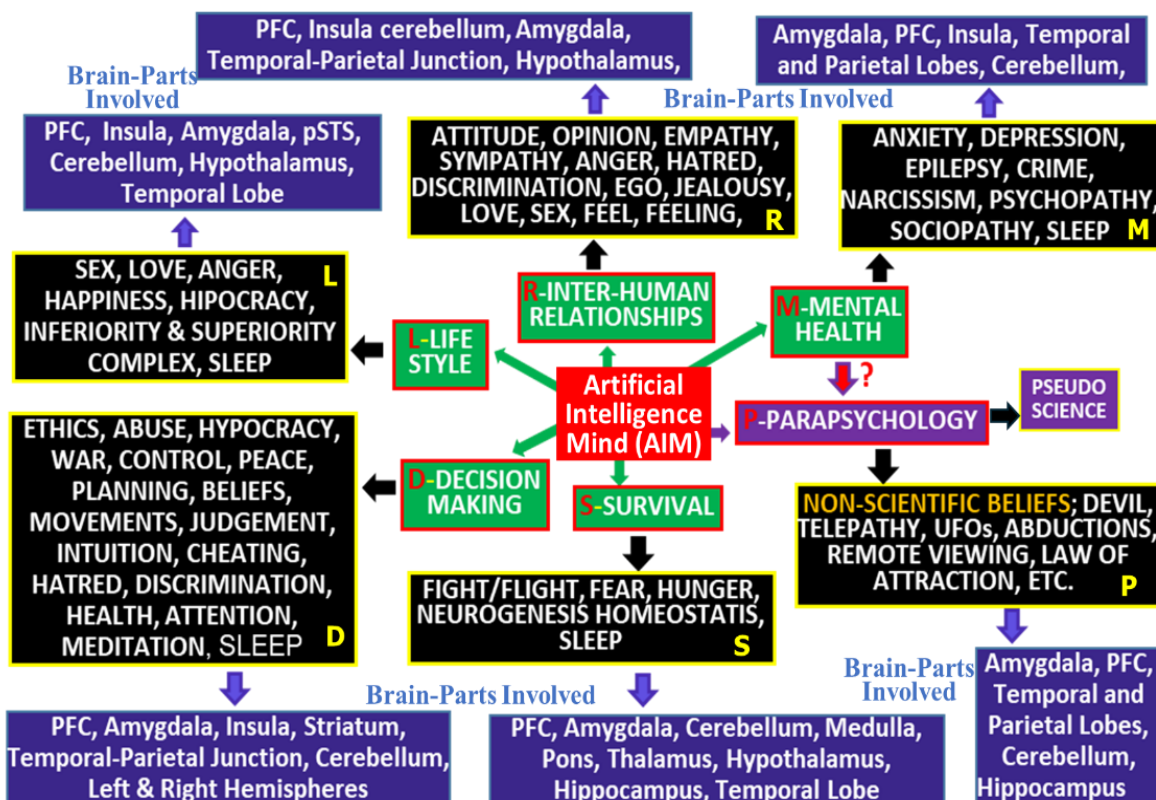 PFC, Insula cerebellum, Amygdala,
Temporal-Parietal Junction, Hypothalamus,
Amygdala, PFC, Insula, Temporal
and Parietal Lobes, Cerebellum,
Brain-Parts
Involved
Brain-Parts Involved
PFC, Insula, Amygdala, pSTS,
Cerebellum, Hypothalamus,
Temporal Lobe
ATTITUDE, OPINION, EMPATHY,
SYMPATHY, ANGER, HATRED,
DISCRIMINATION, EGO, JEALOUSY,
LOVE, SEX, FEEL, FEELING,
R
ANXIETY, DEPRESSION,
EPILEPSY, CRIME,
NARCISSISM, PSYCHOPATHY,
SOCIOPATHY, SLEEP
M
SEX, LOVE, ANGER,
HAPPINESS, HIPOCRACY,
INFERIORITY & SUPERIORITY
COMPLEX, SLEEP
L
R-INTER-HUMAN
RELATIONSHIPS
M-MENTAL
HEALTH
L-LIFE
STYLE
?
Artificial
Intelligence
Mind (AIM)
P-PARAPSYCHOLOGY
PSEUDO
SCIENCE
ETHICS, ABUSE, HYPOCRACY,
WAR, CONTROL, PEACE,
PLANNING, BELIEFS,
MOVEMENTS, JUDGEMENT,
INTUITION, CHEATING,
HATRED, DISCRIMINATION,
HEALTH, ATTENTION,
MEDITATION, SLEEP
D
D-DECISION
MAKING
S-SURVIVAL
NON-SCIENTIFIC BELIEFS; DEVIL,
TELEPATHY, UFOs, ABDUCTIONS,
REMOTE VIEWING, LAW OF
ATTRACTION, ETC.
P
FIGHT/FLIGHT, FEAR, HUNGER,
NEUROGENESIS HOMEOSTATIS,
SLEEP
S
Brain-Parts Involved
Brain-Parts
Involved
PFC, Amygdala, Insula, Striatum,
Temporal-Parietal Junction, Cerebellum,
Left & Right Hemispheres
PFC, Amygdala, Cerebellum, Medulla,
Pons, Thalamus, Hypothalamus,
Hippocampus, Temporal Lobe
Amygdala, PFC,
Temporal and
Parietal Lobes,
Cerebellum,
Hippocampus